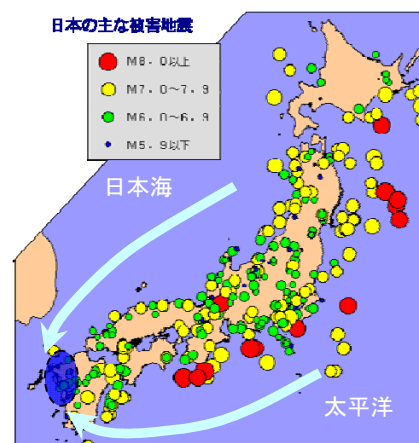 日本の主な被害地震
M8.0以上
M7.0～7.9
M6.0～6.9
M5.9以下
日本海
太平洋